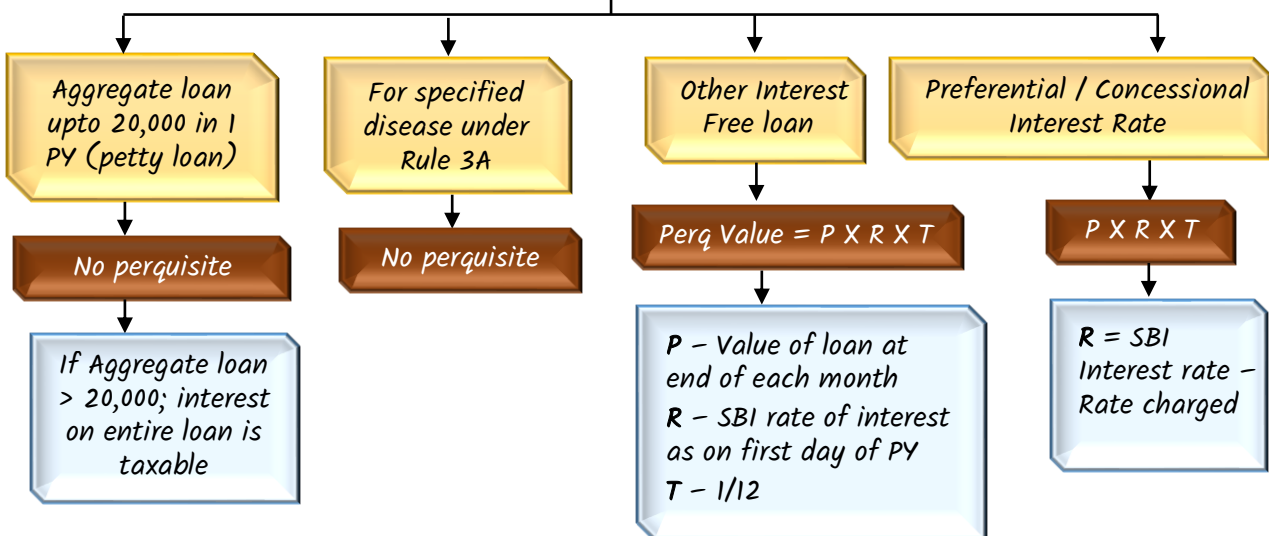 Aggregate loan
upto 20,000 in 1
PY (petty loan)
No perquisite
If Aggregate loan
> 20,000; interest
on entire loan is
taxable
For specified
disease under
Rule 3A
No perquisite
Other Interest
Free loan
Perq Value = P X R X T
P – Value of loan at
end of each month
R – SBI rate of interest
as on first day of PY
T – 1/12
Preferential / Concessional
Interest Rate
P X R X T
R = SBI
Interest rate –
Rate charged